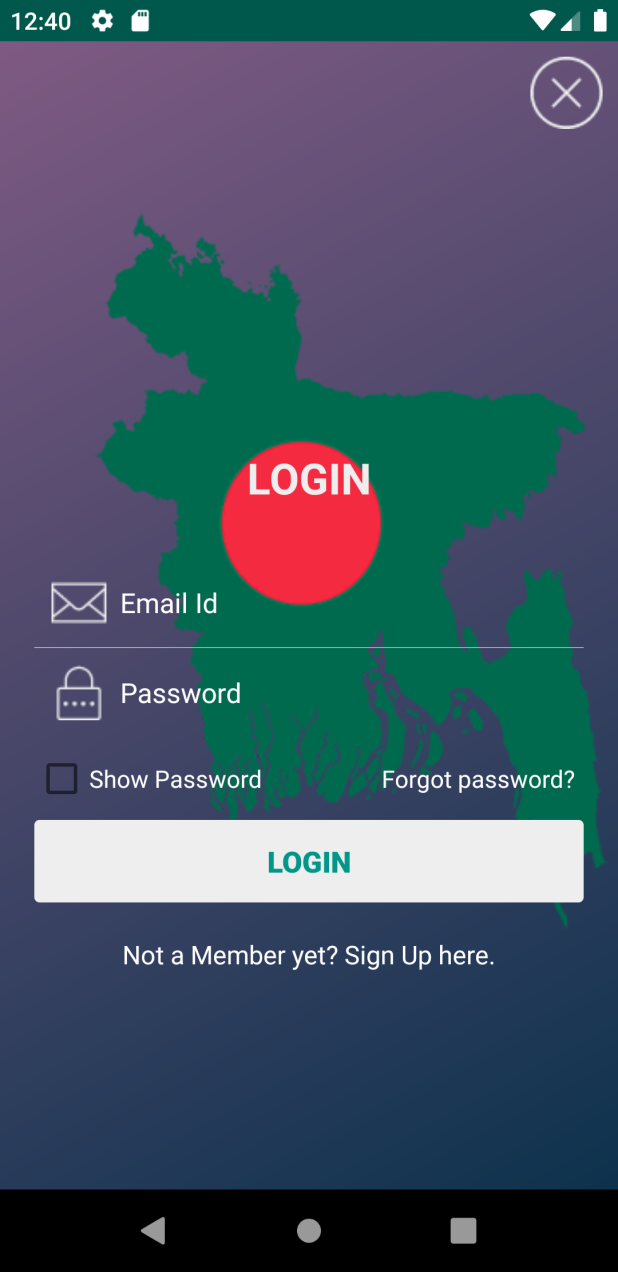 12:40
LOGIN
Email Id
Password
Show Password Forgot password?
LOGIN
Not a Member yet? Sign Up here.